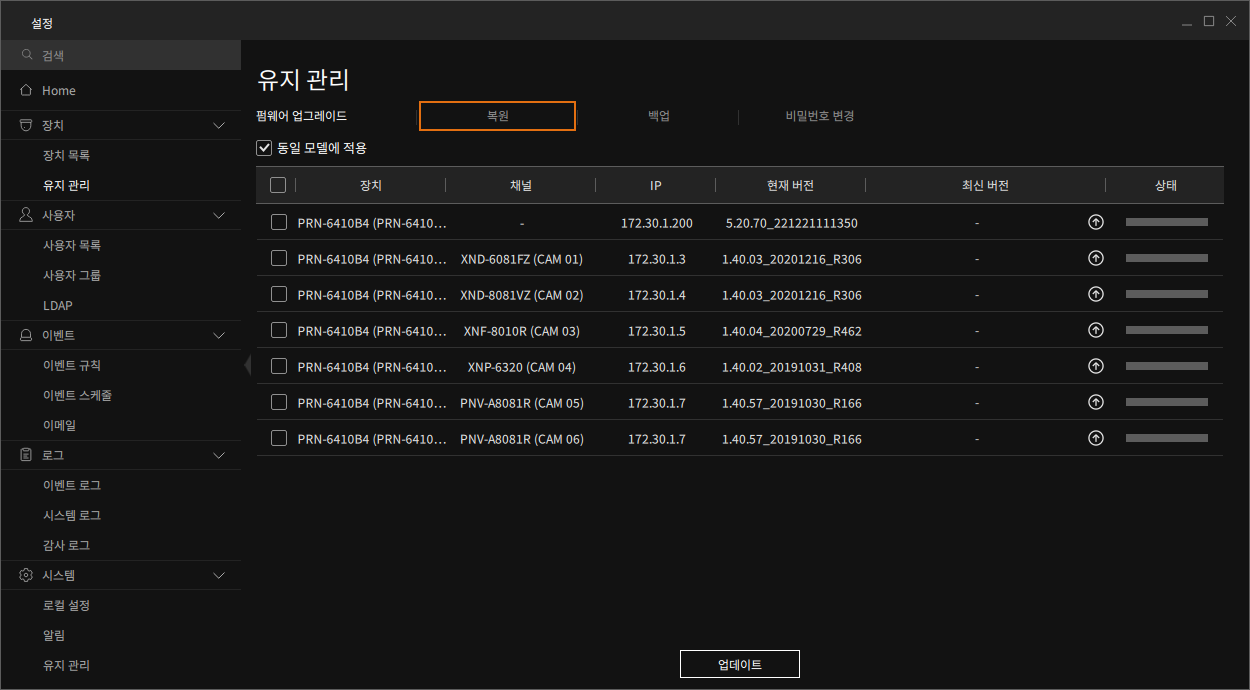 설정
검색
Home
장치
장치 목록
유지 관리
사용자
사용자 목록
사용자 그룹
LDAP
이벤트
이벤트 규칙
이벤트 스케줄
이메일
로그
이벤트 로그
시스템 로그
감사 로그
시스템
로컬 설정
알림
유지 관리
유지 관리
펌웨어 업그레이드 복원 백업 비밀번호 변경
동일 모델에 적용
장치 채널 IP 현재 버전 최신 버전 상태
PRN-6410B4 (PRN-6410... - 172.30.1.200 5.20.70_221221111350 -
PRN-6410B4 (PRN-6410... XND-6081FZ (CAM 01) 172.30.1.3 1.40.03_20201216_R306 -
PRN-6410B4 (PRN-6410... XND-8081VZ (CAM 02) 172.30.1.4 1.40.03_20201216_R306 -
PRN-6410B4 (PRN-6410... XNF-8010R (CAM 03) 172.30.1.5 1.40.04_20200729_R462 -
PRN-6410B4 (PRN-6410... XNP-6320 (CAM 04) 172.30.1.6 1.40.02_20191031_R408 -
PRN-6410B4 (PRN-6410... PNV-A8081R (CAM 05) 172.30.1.7 1.40.57_20191030_R166 -
PRN-6410B4 (PRN-6410... PNV-A8081R (CAM 06) 172.30.1.7 1.40.57_20191030_R166 -
업데이트